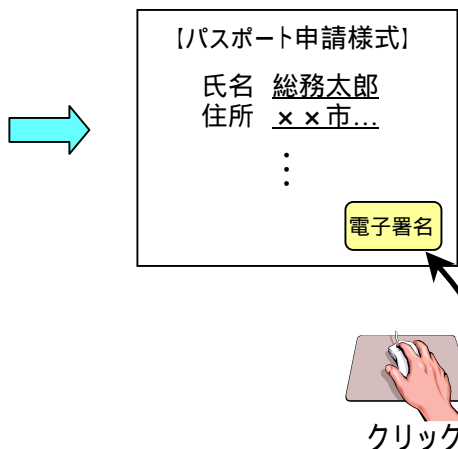 【パスポート申請様式】
氏名 総務太郎
住所 ××市…
⋮
電子署名
クリック